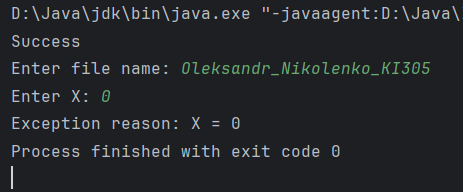 D:\Java\jdk\bin\java.exe "-javaagent:D:\Java\
Success
Enter file name: Oleksandr_Nikolenko_KI305
Enter X: 0
Exception reason: X = 0
Process finished with exit code 0